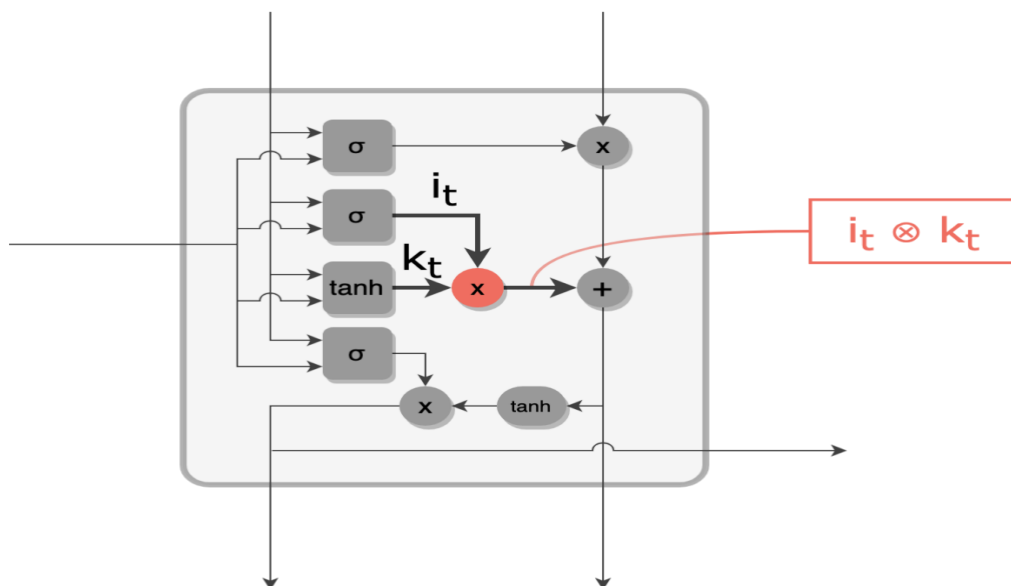 σ
x
i_t
σ
i_t ⊗ k_t
k_t
tanh
x
+
σ
x
tanh